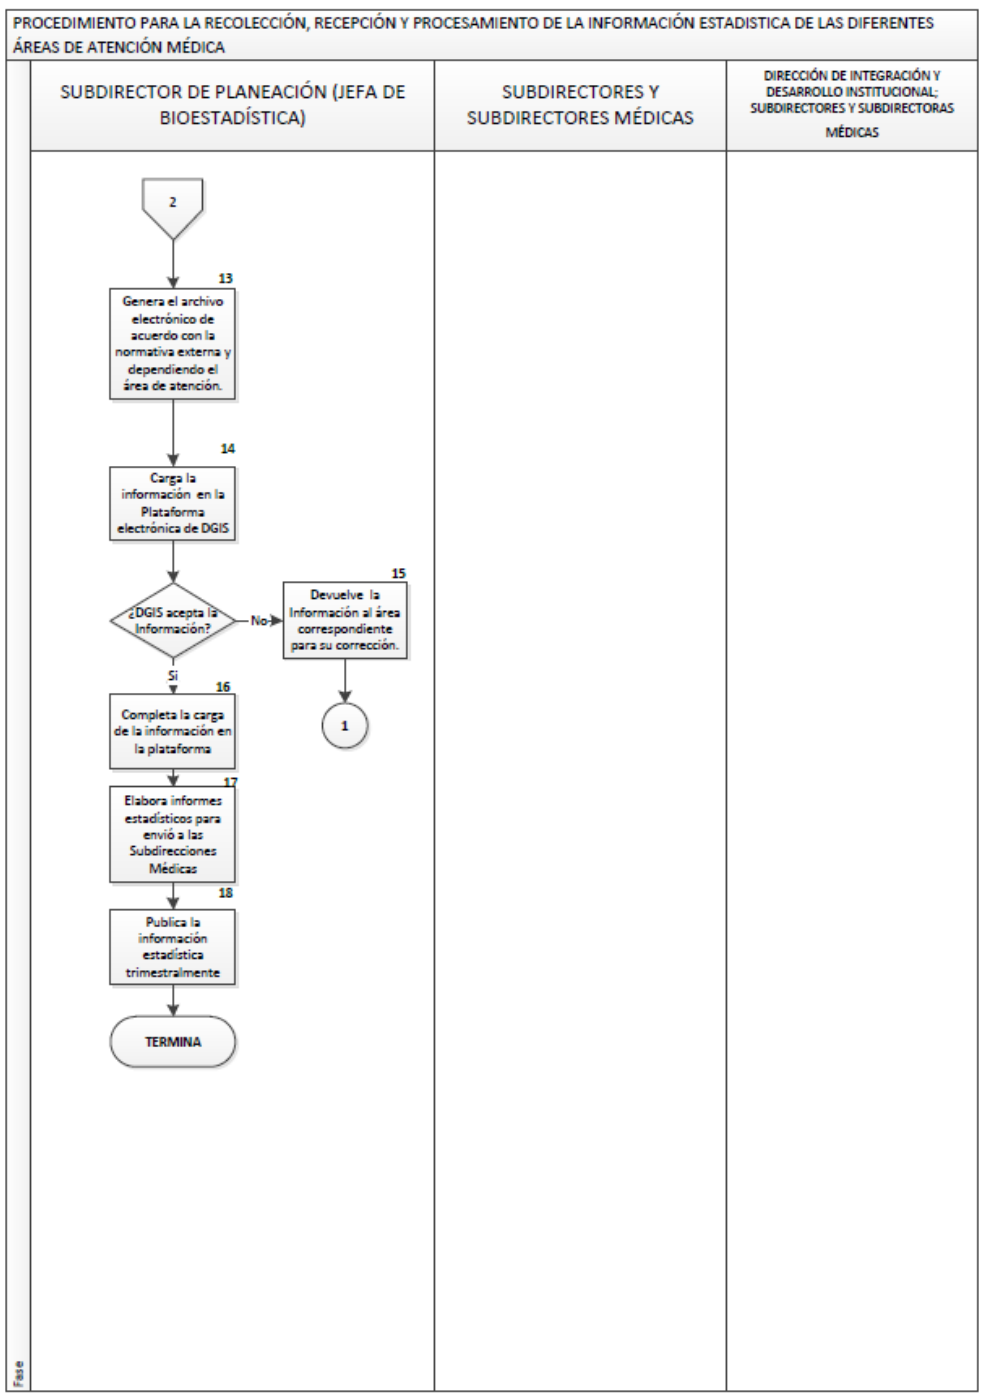 PROCEDIMIENTO PARA LA RECOLECCIÓN, RECEPCIÓN Y PROCESAMIENTO DE LA INFORMACIÓN ESTADISTICA DE LAS DIFERENTES
ÁREAS DE ATENCIÓN MÉDICA
SUBDIRECTOR DE PLANEACIÓN (JEFA DE
BIOESTADÍSTICA)
SUBDIRECTORES Y
SUBDIRECTORES MÉDICAS
DIRECCIÓN DE INTEGRACIÓN Y
DESARROLLO INSTITUCIONAL;
SUBDIRECTORES Y SUBDIRECTORAS
MÉDICAS
2
13
Genera el archivo
electrónico de
acuerdo con la
normativa externa y
dependiendo el
área de atención.
14
Carga la
información en la
Plataforma
electrónica de DGIS
¿DGIS acepta la
Información?
No
15
Devuelve la
Información al área
correspondiente
para su corrección.
1
Si
16
Completa la carga
de la información en
la plataforma
17
Elabora informes
estadísticos para
envió a las
Subdirecciones
Médicas
18
Publica la
información
estadística
trimestralmente
TERMINA
Fase